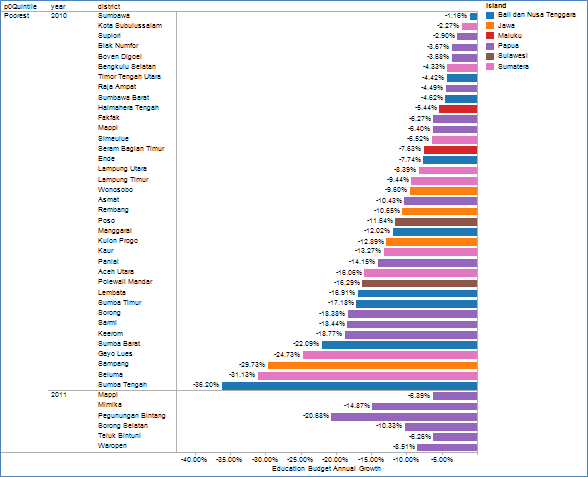 p0Quintile year district
Poorest 2010 Sumbawa -1.16%
Kota Subulussalam -2.27%
Supiori -2.90%
Biak Numfor -3.67%
Boven Digoel -3.68%
Bengkulu Selatan -4.33%
Timor Tengah Utara -4.42%
Raja Ampat -4.49%
Sumbawa Barat -4.62%
Halmahera Tengah -5.44%
Fakfak -6.27%
Mappi -6.40%
Simeulue -6.52%
Seram Bagian Timur -7.63%
Ende -7.74%
Lampung Utara -8.39%
Lampung Timur -9.44%
Wonosobo -9.60%
Asmat -10.43%
Rembang -10.65%
Poso -11.64%
Manggarai -12.02%
Kulon Progo -12.89%
Kaur -13.27%
Paniai -14.15%
Aceh Utara -16.06%
Polewali Mandar -16.29%
Lembata -16.91%
Sumba Timur -17.18%
Sorong -18.38%
Sarmi -18.44%
Keerom -18.77%
Sumba Barat -22.09%
Gayo Lues -24.73%
Sampang -29.73%
Seluma -31.13%
Sumba Tengah -36.20%
2011 Mappi -6.39%
Mimika -14.87%
Pegunungan Bintang -20.68%
Sorong Selatan -10.33%
Teluk Bintuni -6.26%
Waropen -8.51%
-40.00% -35.00% -30.00% -25.00% -20.00% -15.00% -10.00% -5.00%
Education Budget Annual Growth
Island
Bali dan Nusa Tenggara
Jawa
Maluku
Papua
Sulawesi
Sumatera